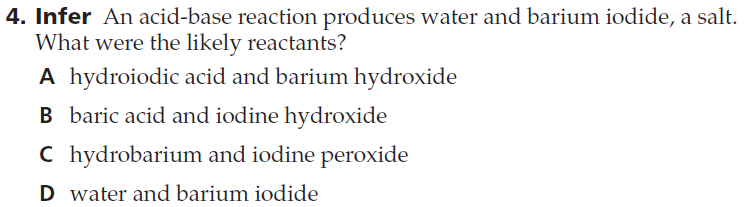 4. Infer An acid-base reaction produces water and barium iodide, a salt.
What were the likely reactants?
A hydroiodic acid and barium hydroxide
B baric acid and iodine hydroxide
C hydrobarium and iodine peroxide
D water and barium iodide